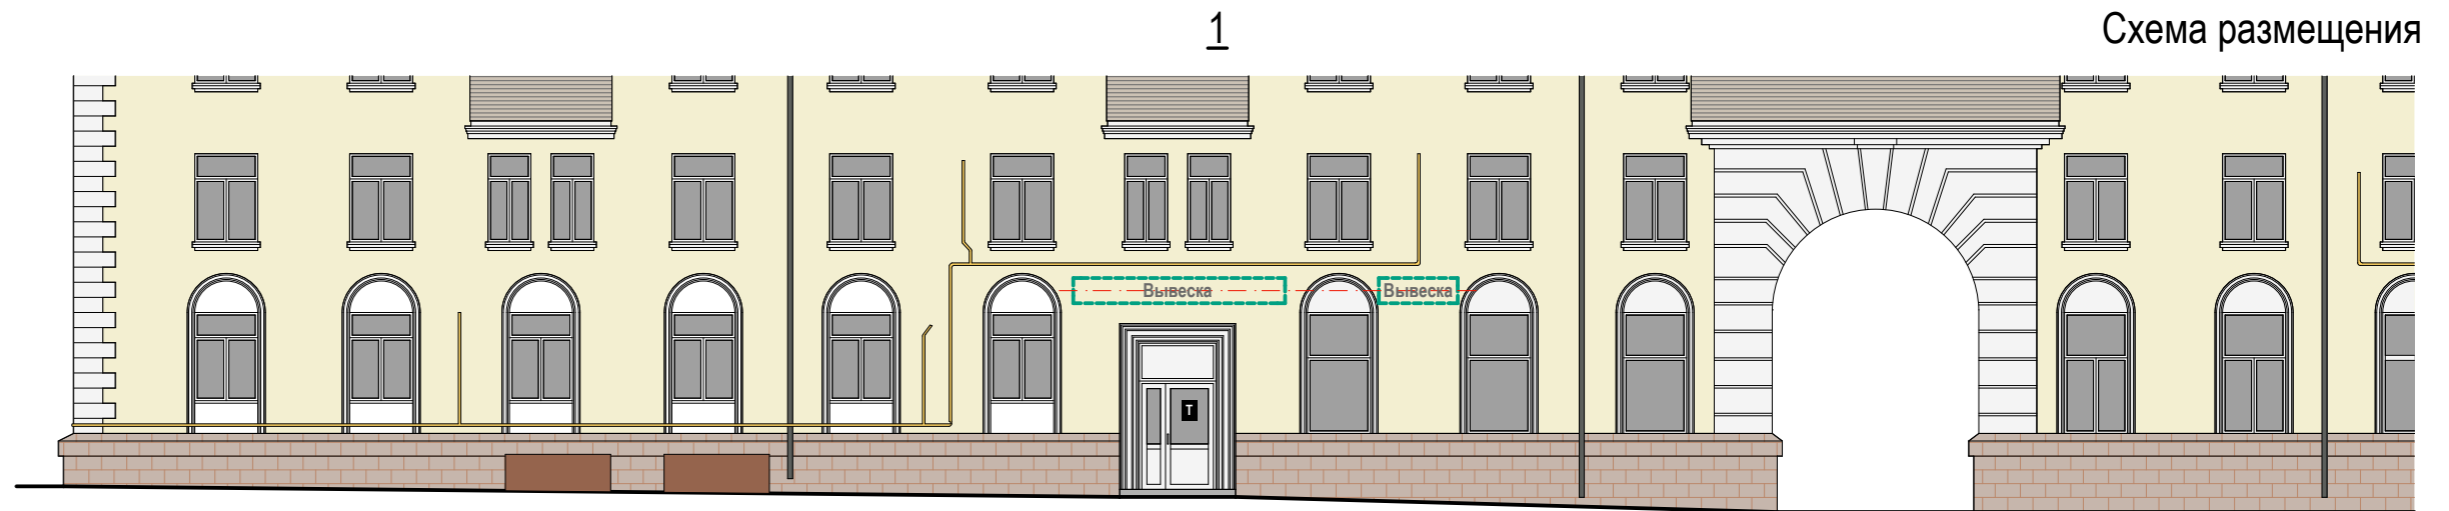 1
Схема размещения
Вывеска
Вывеска
Т